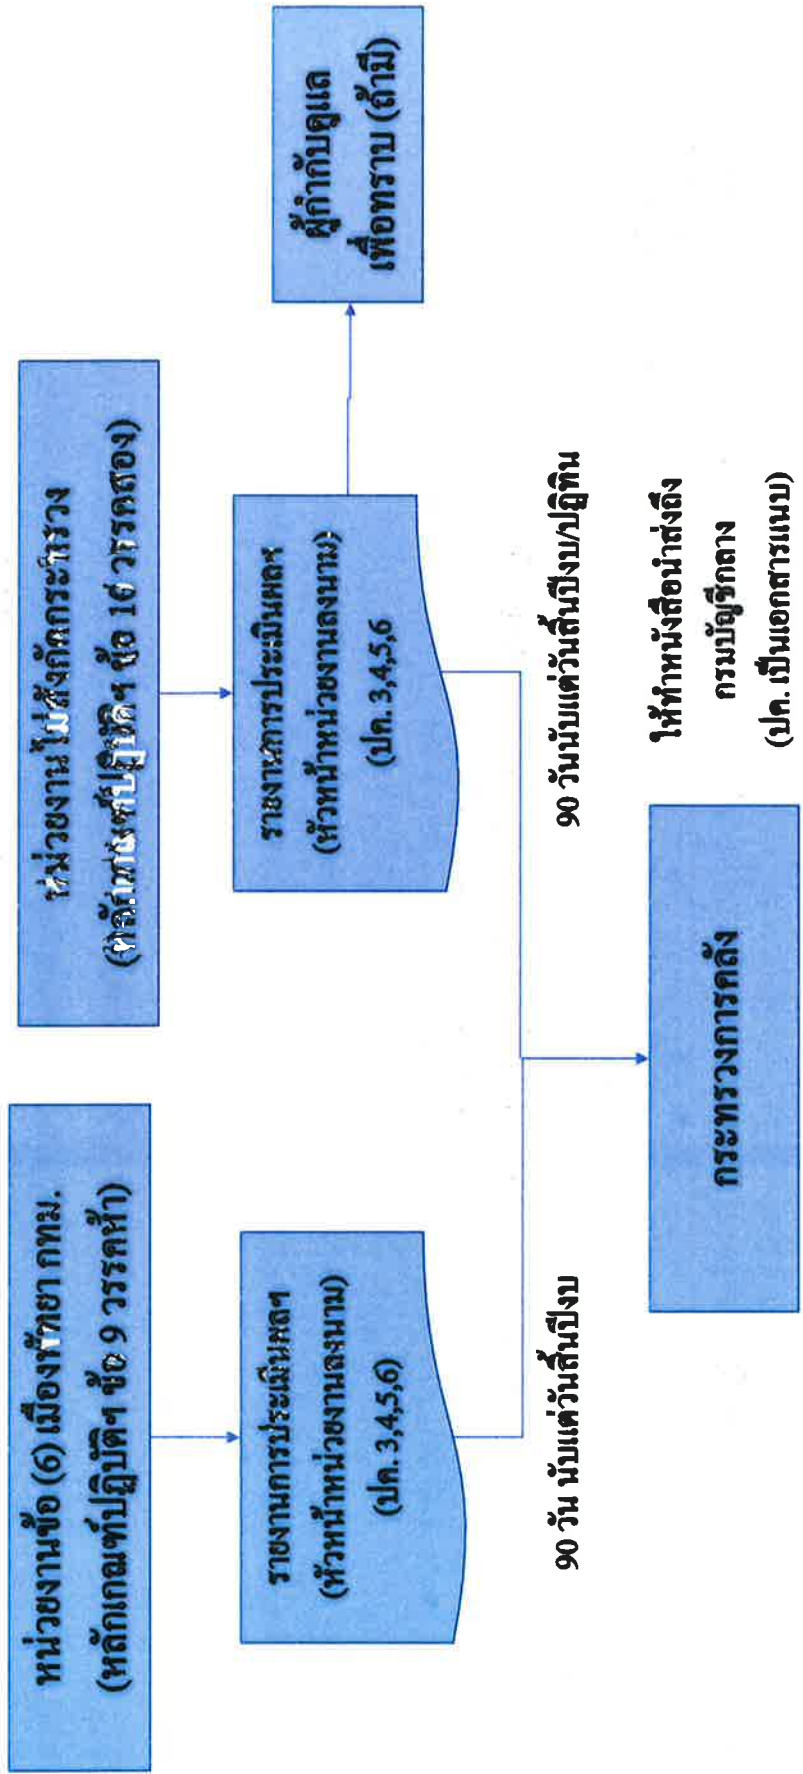 หน่วยงานข้อ (6) เมืองพัทยา กทม.
(หลักเกณฑ์ปฏิบัติฯ ข้อ 9 วรรคห้า)
รายงานการประเมินผลฯ
(หัวหน้าหน่วยงานลงนาม)
(ปค. 3,4,5,6)
90 วัน นับแต่วันสิ้นปีงบ
หน่วยงานไม่สังกัดกระทรวง
(หลักเกณฑ์ปฏิบัติฯ ข้อ 10 วรรคสอง)
รายงานการประเมินผลฯ
(หัวหน้าหน่วยงานลงนาม)
(ปค. 3,4,5,6)
90 วันนับแต่วันสิ้นปีงบ/ปฏิทิน
ผู้กำกับดูแล
เพื่อทราบ (ถ้ามี)
กระทรวงการคลัง
ให้ทำหนังสือนำส่งถึง
กรมบัญชีกลาง
(ปค. เป็นเอกสารแนบ)